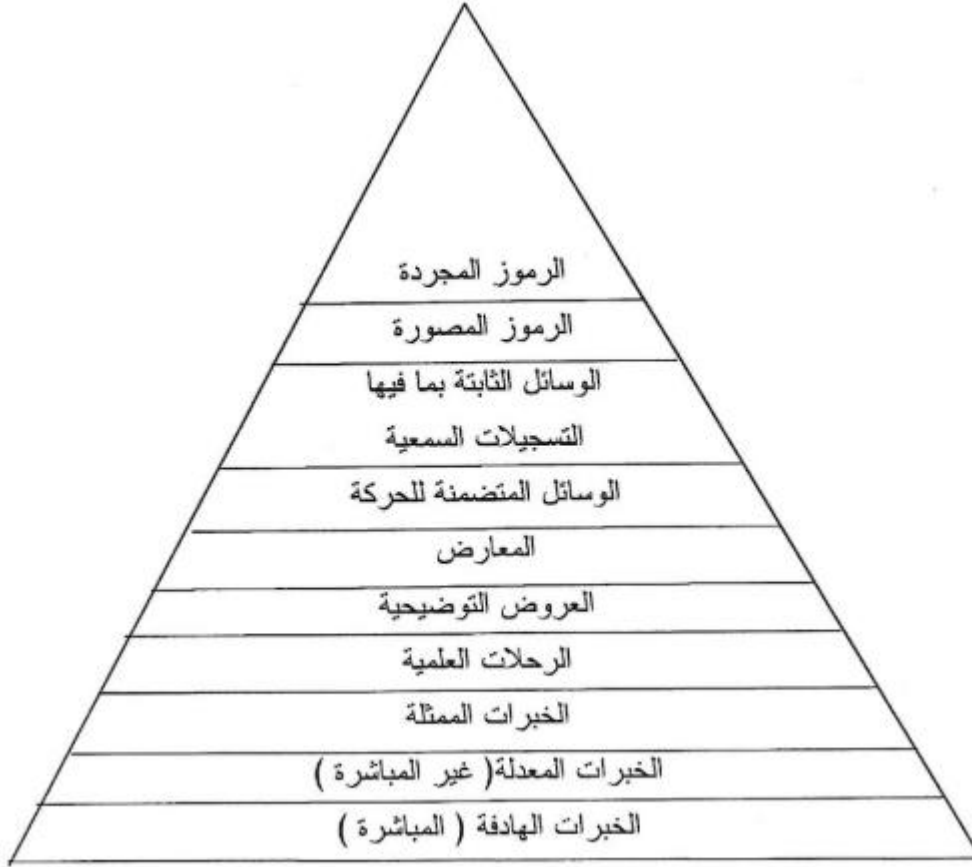 الرموز المجردة
الرموز المصورة
الوسائل الثابتة بما فيها
التسجيلات السمعية
الوسائل المتضمنة للحركة
المعارض
العروض التوضيحية
الرحلات العلمية
الخبرات الممثلة
الخبرات المعدلة( غير المباشرة )
الخبرات الهادفة ( المباشرة )